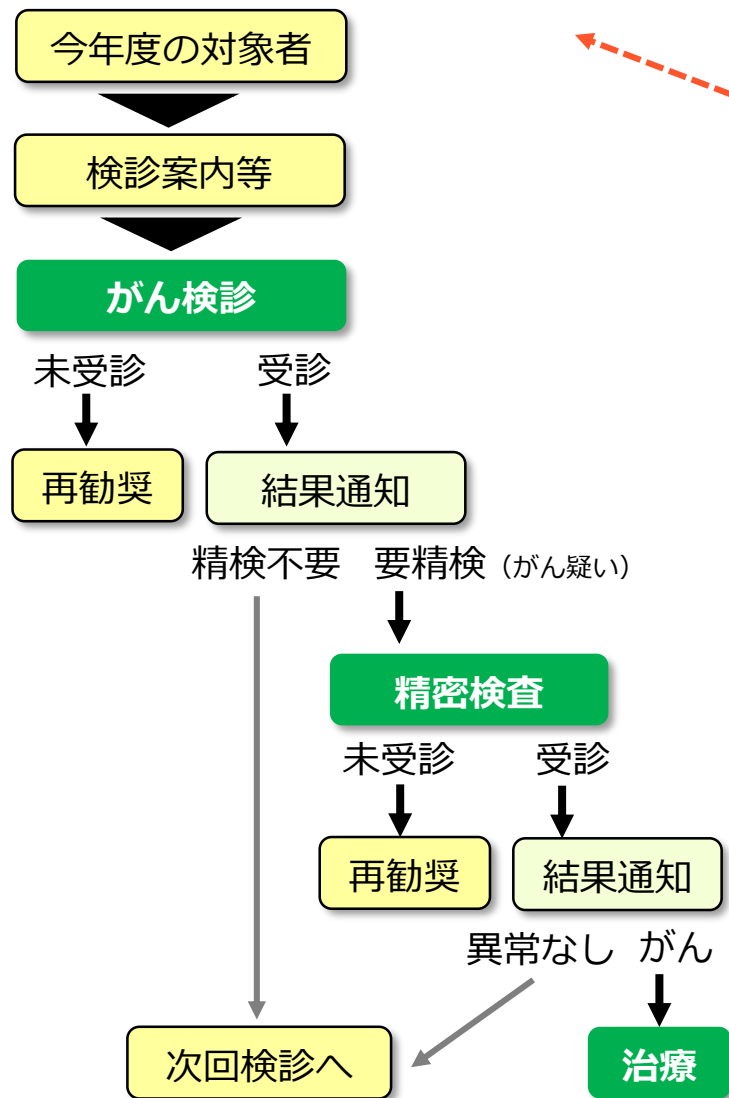 今年度の対象者
検診案内等
がん検診
未受診 受診
再勧奨 結果通知
精検不要 要精検（がん疑い）
精密検査
未受診 受診
再勧奨 結果通知
異常なし がん
次回検診へ 治療